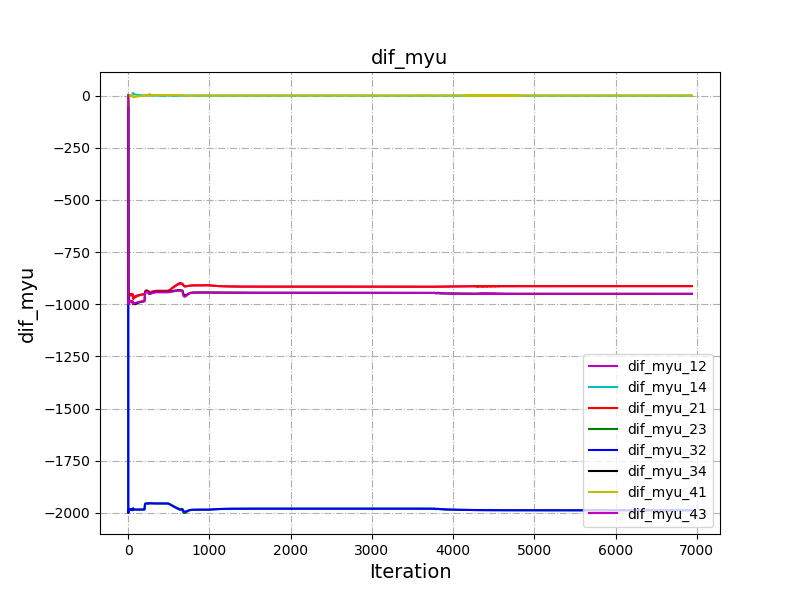 dif_myu
dif_myu
0
−250
−500
−750
−1000
−1250
−1500
−1750
−2000
0 1000 2000 3000 4000 5000 6000 7000
Iteration
dif_myu_12
dif_myu_14
dif_myu_21
dif_myu_23
dif_myu_32
dif_myu_34
dif_myu_41
dif_myu_43